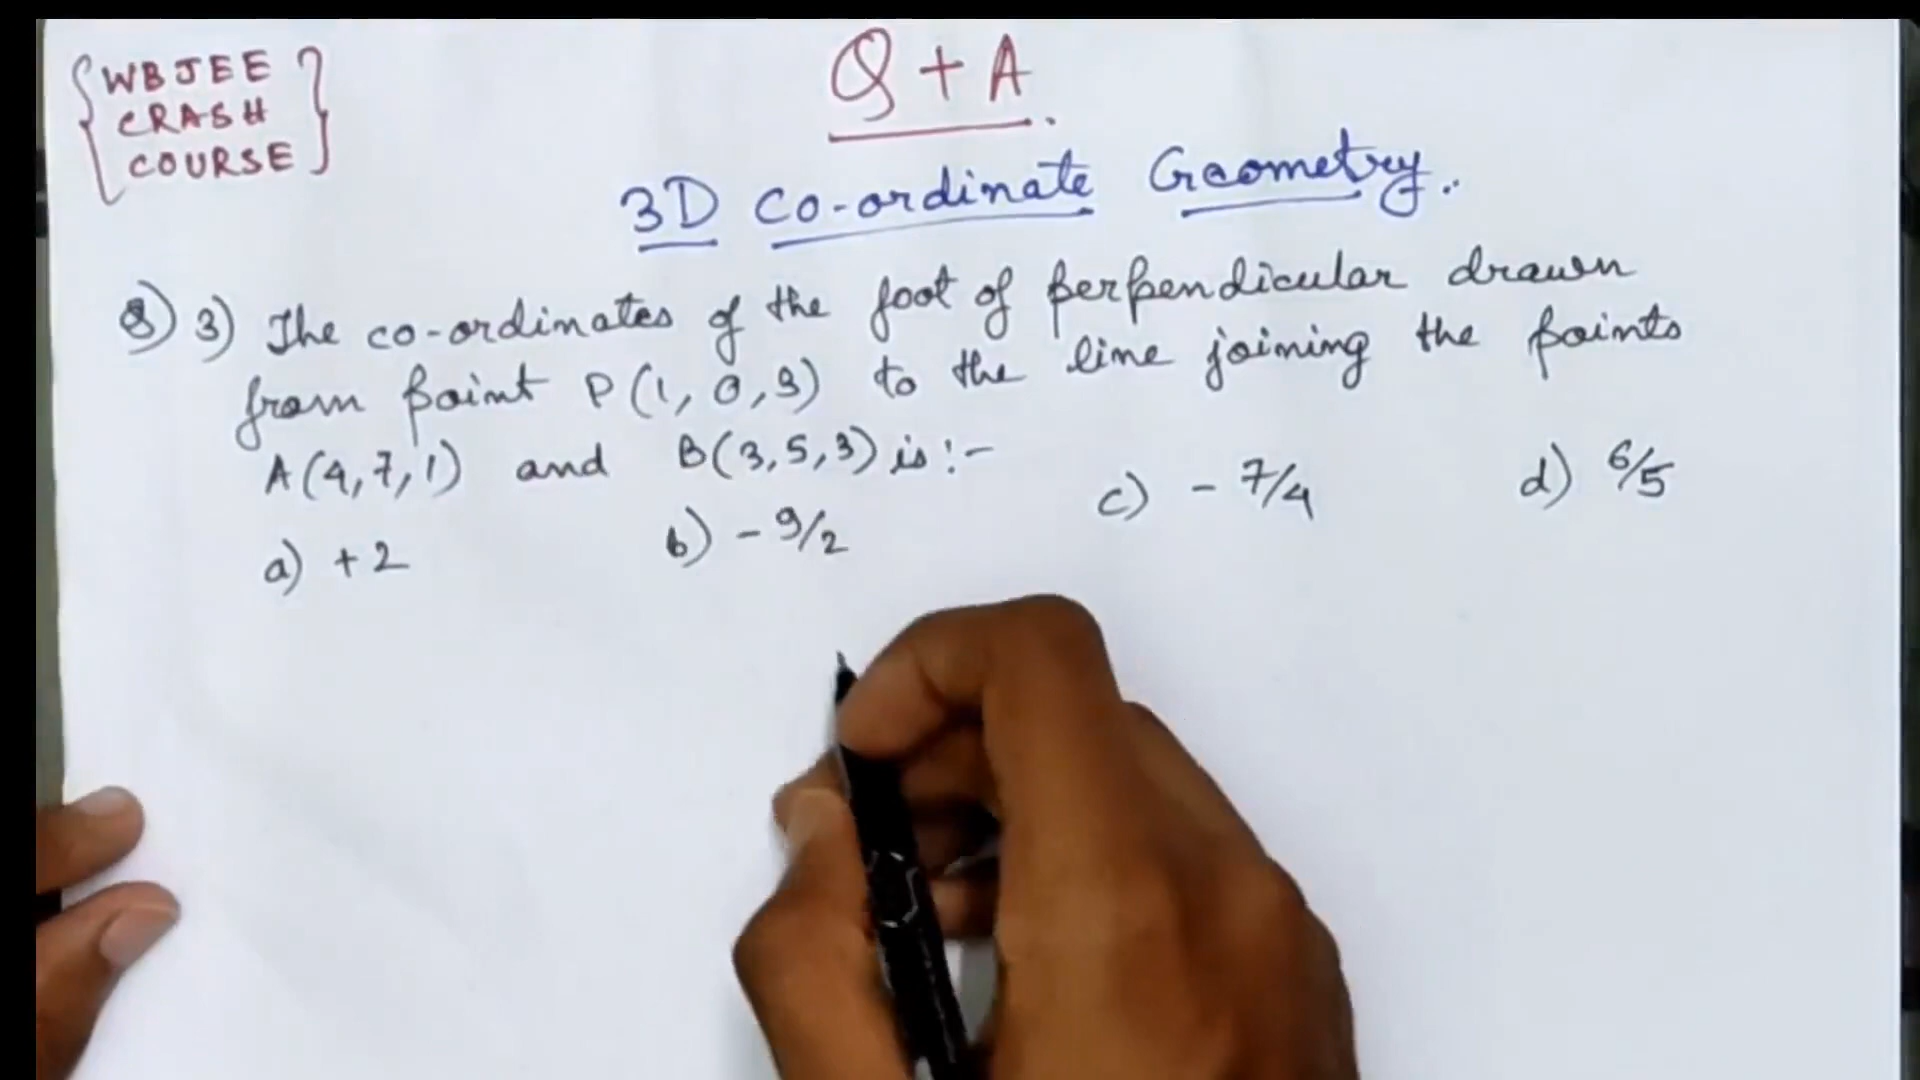 WBJEE
CRASH
COURSE
Q + A
3D Co-ordinate Geometry..
3) The co-ordinates of the foot of perpendicular drawn
from point P(1, 0, 3) to the line joining the points
A(4, 7, 1) and B(3, 5, 3) is :-
a) + 2 b) - 9/2 c) - 7/4 d) 6/5